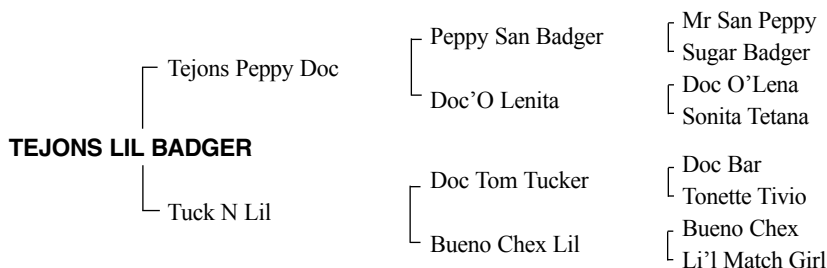 Mr San Peppy
Peppy San Badger
Sugar Badger
Tejons Peppy Doc
Doc O’Lena
Doc’O Lenita
Sonita Tetana
TEJONS LIL BADGER
Doc Bar
Doc Tom Tucker
Tonette Tivio
Tuck N Lil
Bueno Chex
Bueno Chex Lil
Li’l Match Girl